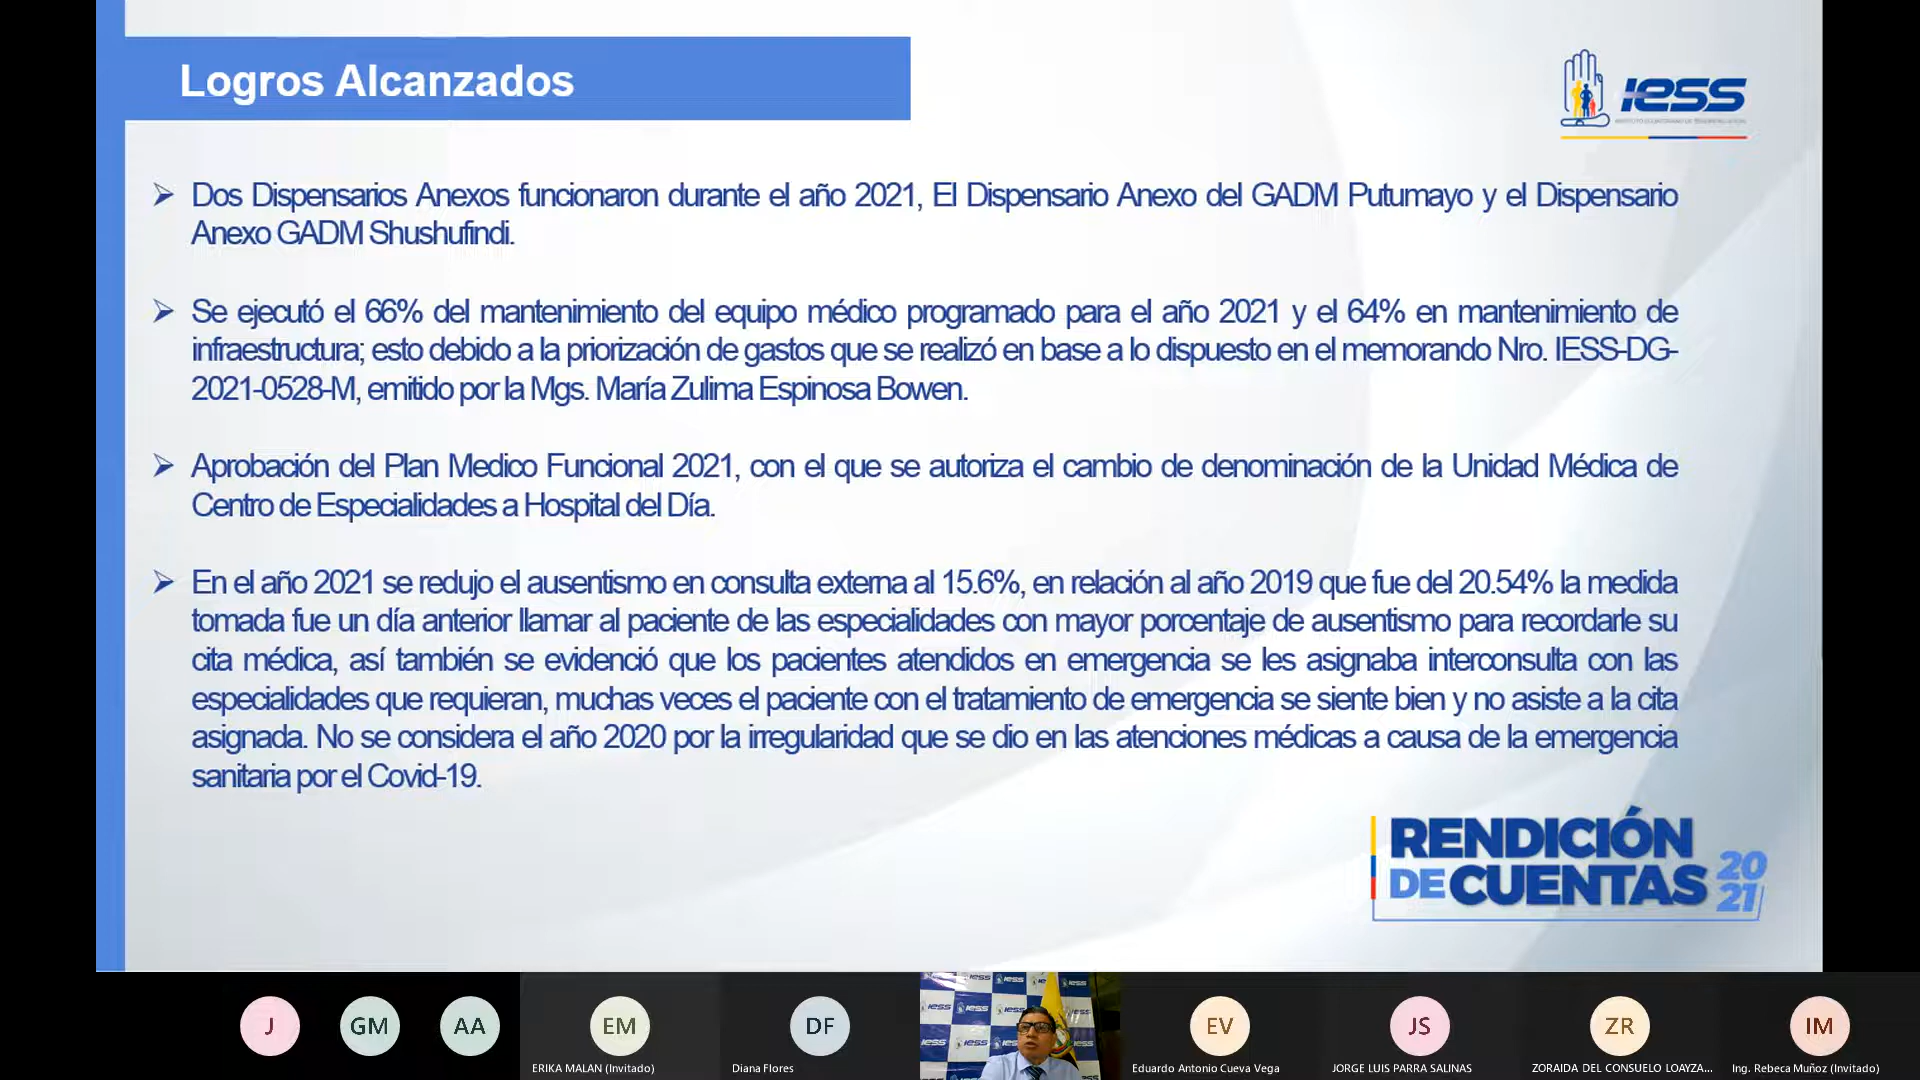 Logros Alcanzados
IESS
➢ Dos Dispensarios Anexos funcionaron durante el año 2021, El Dispensario Anexo del GADM Putumayo y el Dispensario
Anexo GADM Shushufindi.
➢ Se ejecutó el 66% del mantenimiento del equipo médico programado para el año 2021 y el 64% en mantenimiento de
infraestructura; esto debido a la priorización de gastos que se realizó en base a lo dispuesto en el memorando Nro. IESS-DG-
2021-0528-M, emitido por la Mgs. María Zulima Espinosa Bowen.
➢ Aprobación del Plan Medico Funcional 2021, con el que se autoriza el cambio de denominación de la Unidad Médica de
Centro de Especialidades a Hospital del Día.
➢ En el año 2021 se redujo el ausentismo en consulta externa al 15.6%, en relación al año 2019 que fue del 20.54% la medida
tomada fue un día anterior llamar al paciente de las especialidades con mayor porcentaje de ausentismo para recordarle su
cita médica, así también se evidenció que los pacientes atendidos en emergencia se les asignaba interconsulta con las
especialidades que requieran, muchas veces el paciente con el tratamiento de emergencia se siente bien y no asiste a la cita
asignada. No se considera el año 2020 por la irregularidad que se dio en las atenciones médicas a causa de la emergencia
sanitaria por el Covid-19.
RENDICIÓN
DE CUENTAS 2021
J GM AA EM DF EV JS ZR IM
ERIKA MALAN (Invitado) Diana Flores Eduardo Antonio Cueva Vega JORGE LUIS PARRA SALINAS ZORAIDA DEL CONSUELO LOAYZA... Ing. Rebeca Muñoz (Invitado)